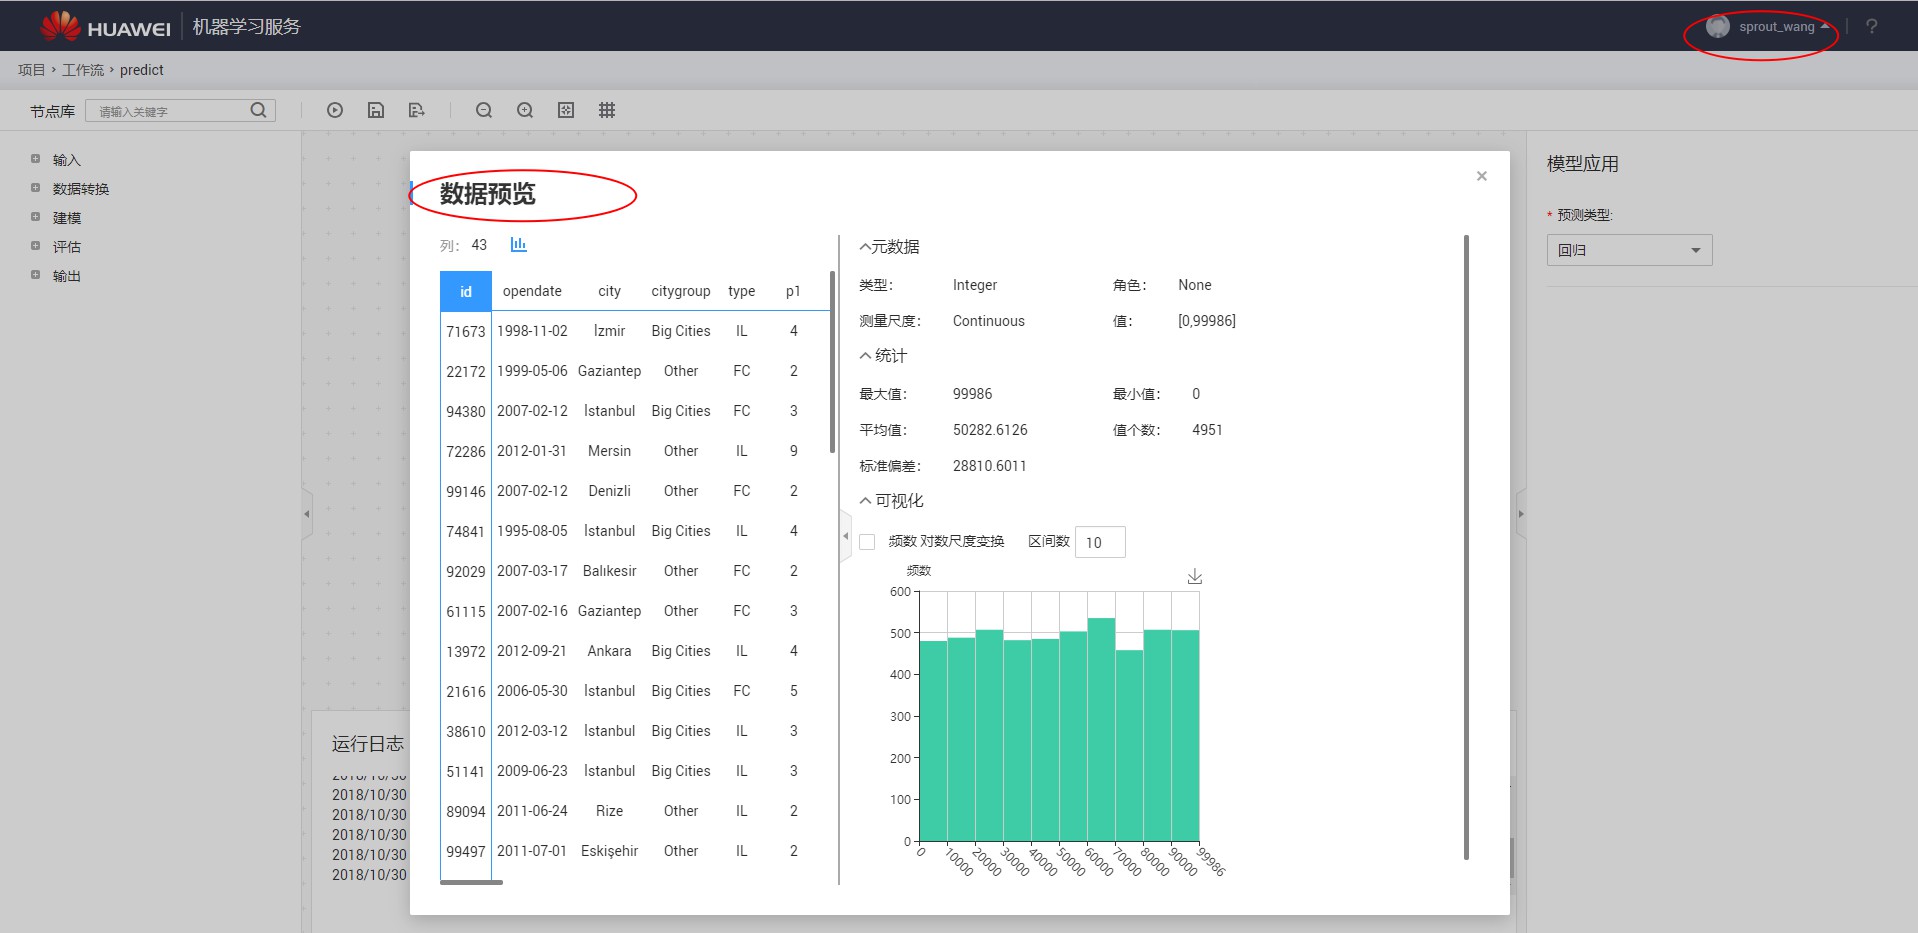 HUAWEI 机器学习服务 sprout_wang ?
项目 › 工作流 › predict
节点库 请输入关键字
输入
数据转换
建模
评估
输出
数据预览
列: 43
id opendate city citygroup type p1
71673 1998-11-02 İzmir Big Cities IL 4
22172 1999-05-06 Gaziantep Other FC 2
94380 2007-02-12 İstanbul Big Cities FC 3
72286 2012-01-31 Mersin Other IL 9
99146 2007-02-12 Denizli Other FC 2
74841 1995-08-05 İstanbul Big Cities IL 4
92029 2007-03-17 Balıkesir Other FC 2
61115 2007-02-16 Gaziantep Other FC 3
13972 2012-09-21 Ankara Big Cities IL 4
21616 2006-05-30 İstanbul Big Cities FC 5
38610 2012-03-12 İstanbul Big Cities IL 3
51141 2009-06-23 İstanbul Big Cities IL 3
89094 2011-06-24 Rize Other IL 2
99497 2011-07-01 Eskişehir Other IL 2
元数据
类型: Integer 角色: None
测量尺度: Continuous 值: [0,99986]
统计
最大值: 99986 最小值: 0
平均值: 50282.6126 值个数: 4951
标准偏差: 28810.6011
可视化
频数 对数尺度变换 区间数 10
频数
600
500
400
300
200
100
0
0 10000 20000 30000 40000 50000 60000 70000 80000 90000 99986
模型应用
* 预测类型:
回归
运行日志
2018/10/30
2018/10/30
2018/10/30
2018/10/30
2018/10/30
2018/10/30